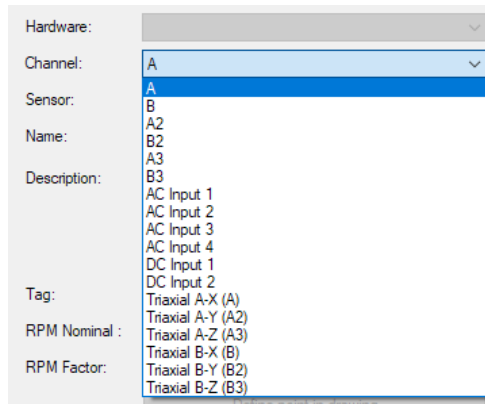 Hardware:
Channel: A
Sensor:
Name:
Description:
Tag:
RPM Nominal :
RPM Factor:
A
B
A2
B2
A3
B3
AC Input 1
AC Input 2
AC Input 3
AC Input 4
DC Input 1
DC Input 2
Triaxial A-X (A)
Triaxial A-Y (A2)
Triaxial A-Z (A3)
Triaxial B-X (B)
Triaxial B-Y (B2)
Triaxial B-Z (B3)